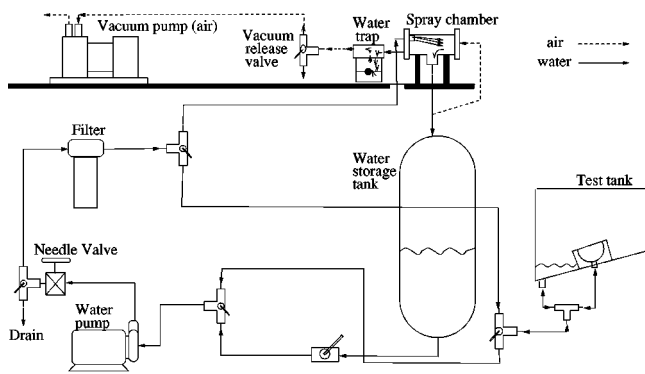 Vacuum pump (air)
Vacuum
release
valve
Water
trap
Spray chamber
air
water
Filter
Water
storage
tank
Test tank
Needle Valve
Water
pump
Drain